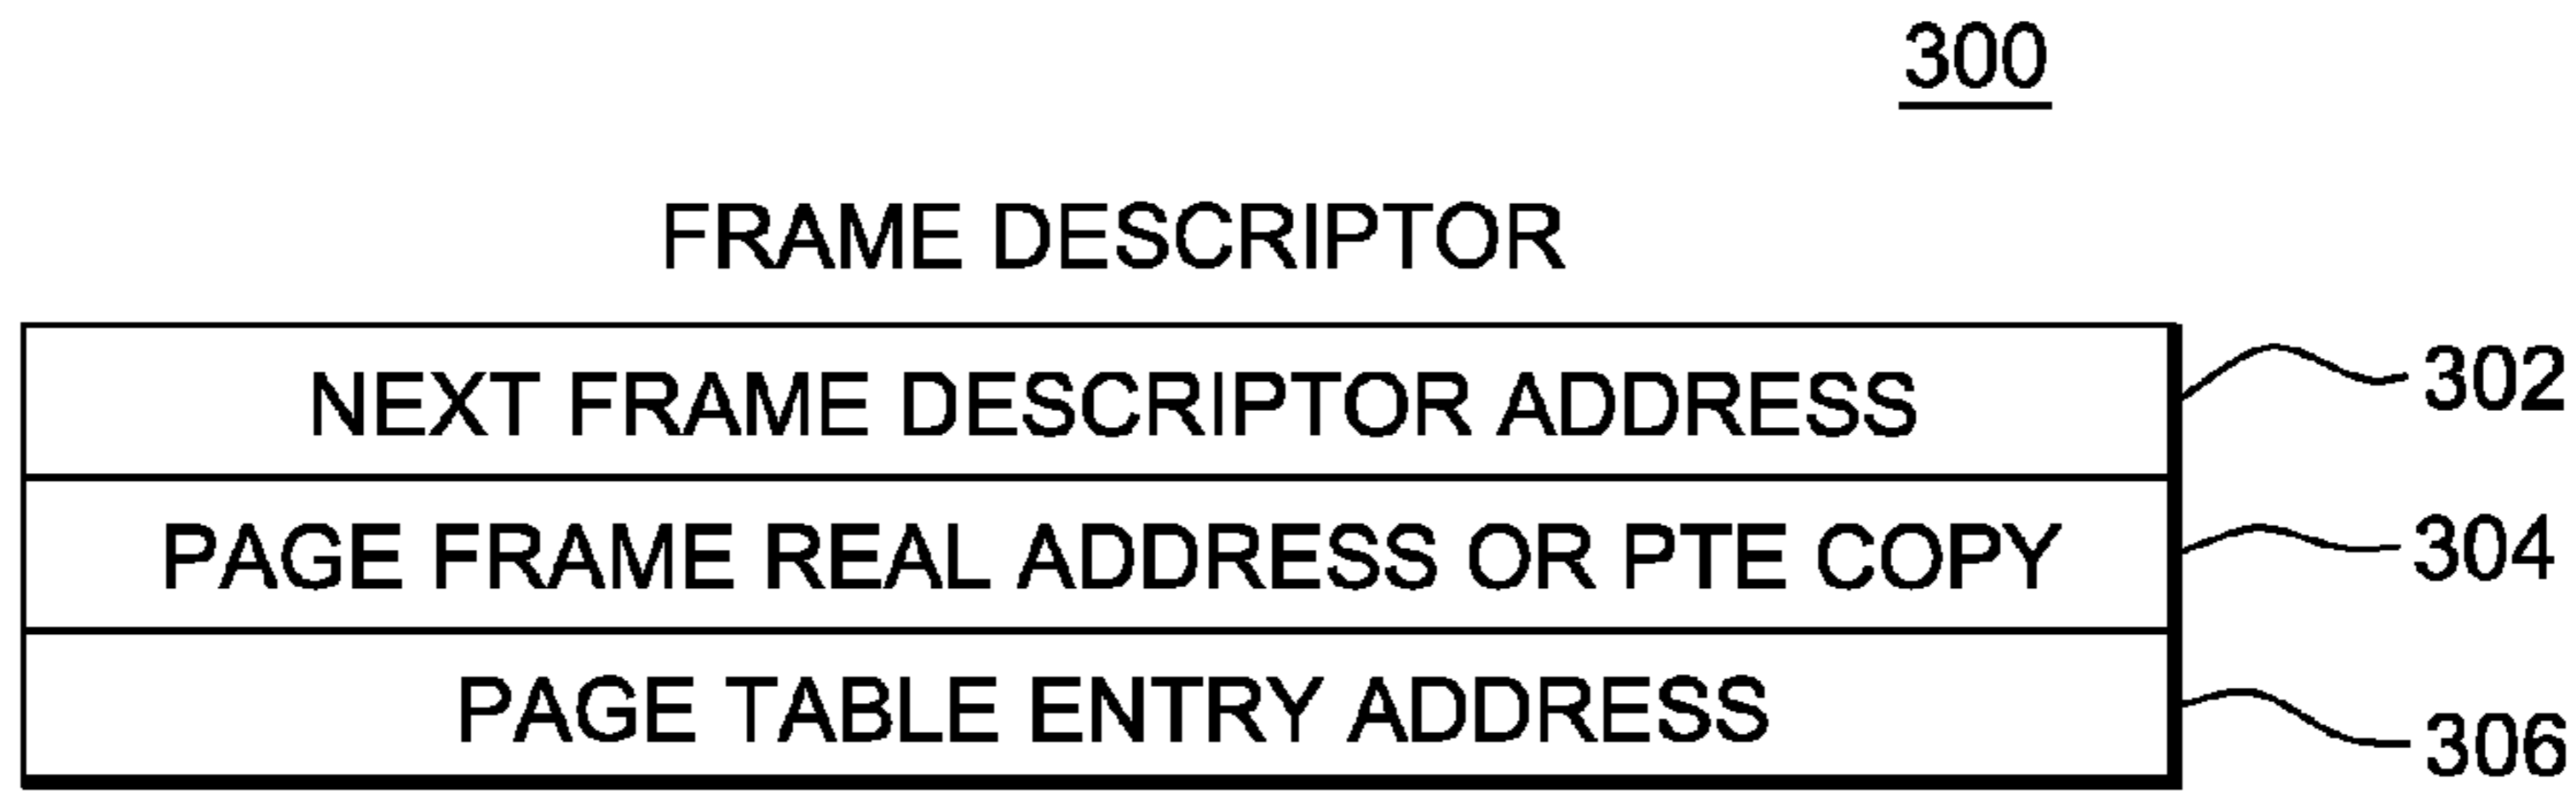 300
FRAME DESCRIPTOR
NEXT FRAME DESCRIPTOR ADDRESS 302
PAGE FRAME REAL ADDRESS OR PTE COPY 304
PAGE TABLE ENTRY ADDRESS 306